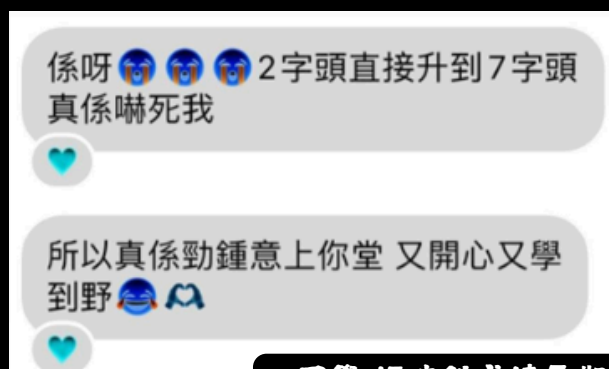 係呀😭😭😭2字頭直接升到7字頭
真係嚇死我
所以真係勁鍾意上你堂 又開心又學
到野😂🫶